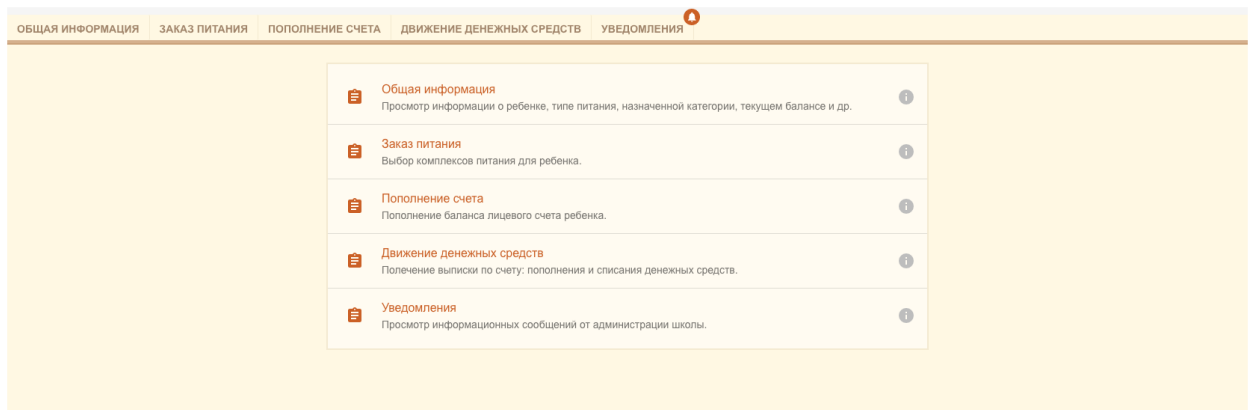 ОБЩАЯ ИНФОРМАЦИЯ ЗАКАЗ ПИТАНИЯ ПОПОЛНЕНИЕ СЧЕТА ДВИЖЕНИЕ ДЕНЕЖНЫХ СРЕДСТВ УВЕДОМЛЕНИЯ
Общая информация
Просмотр информации о ребенке, типе питания, назначенной категории, текущем балансе и др.
Заказ питания
Выбор комплексов питания для ребенка.
Пополнение счета
Пополнение баланса лицевого счета ребенка.
Движение денежных средств
Полечение выписки по счету: пополнения и списания денежных средств.
Уведомления
Просмотр информационных сообщений от администрации школы.